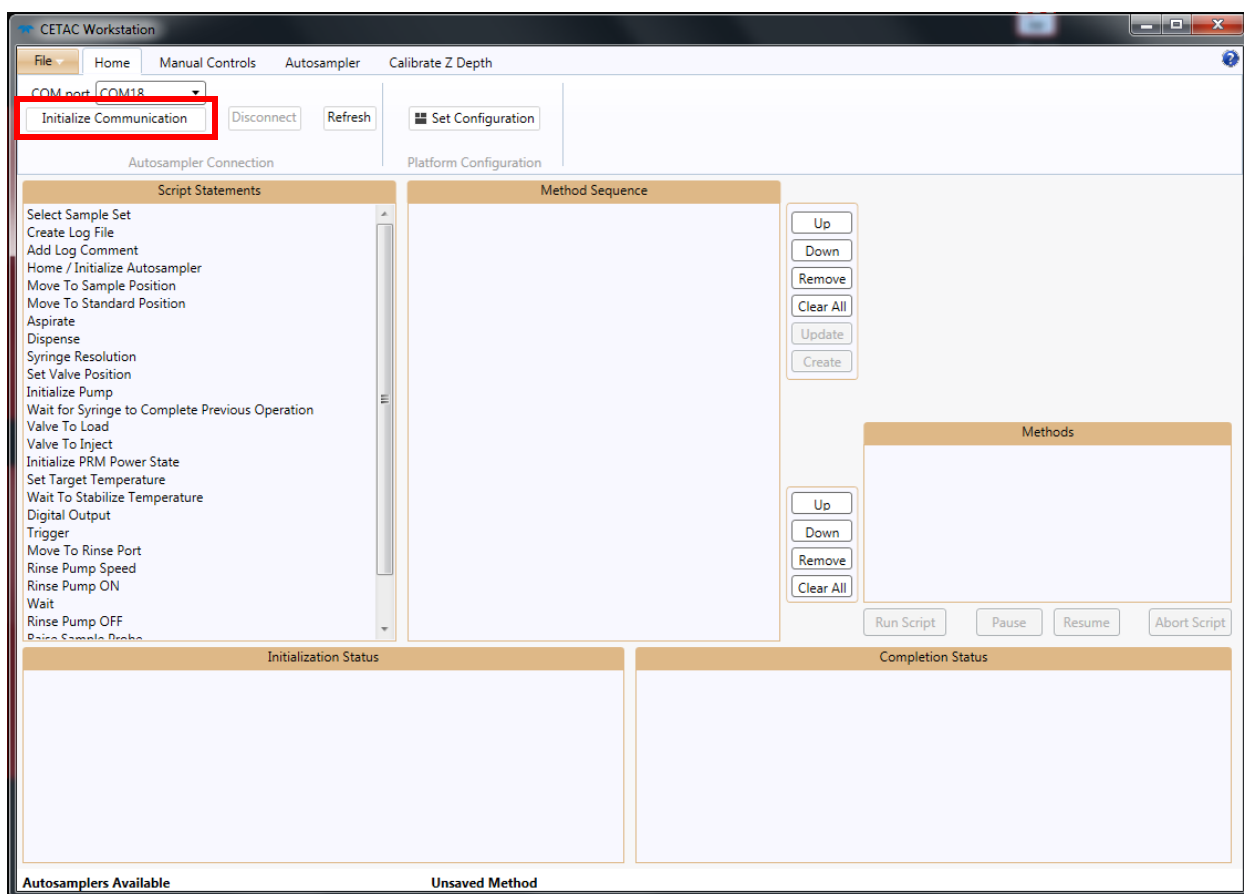 CETAC Workstation
File Home Manual Controls Autosampler Calibrate Z Depth
COM port COM18
Initialize Communication Disconnect Refresh Set Configuration
Autosampler Connection Platform Configuration
Script Statements
Select Sample Set
Create Log File
Add Log Comment
Home / Initialize Autosampler
Move To Sample Position
Move To Standard Position
Aspirate
Dispense
Syringe Resolution
Set Valve Position
Initialize Pump
Wait for Syringe to Complete Previous Operation
Valve To Load
Valve To Inject
Initialize PRM Power State
Set Target Temperature
Wait To Stabilize Temperature
Digital Output
Trigger
Move To Rinse Port
Rinse Pump Speed
Rinse Pump ON
Wait
Rinse Pump OFF
Raise Sample Probe
Method Sequence
Up
Down
Remove
Clear All
Update
Create
Up
Down
Remove
Clear All
Methods
Run Script Pause Resume Abort Script
Initialization Status
Completion Status
Autosamplers Available Unsaved Method